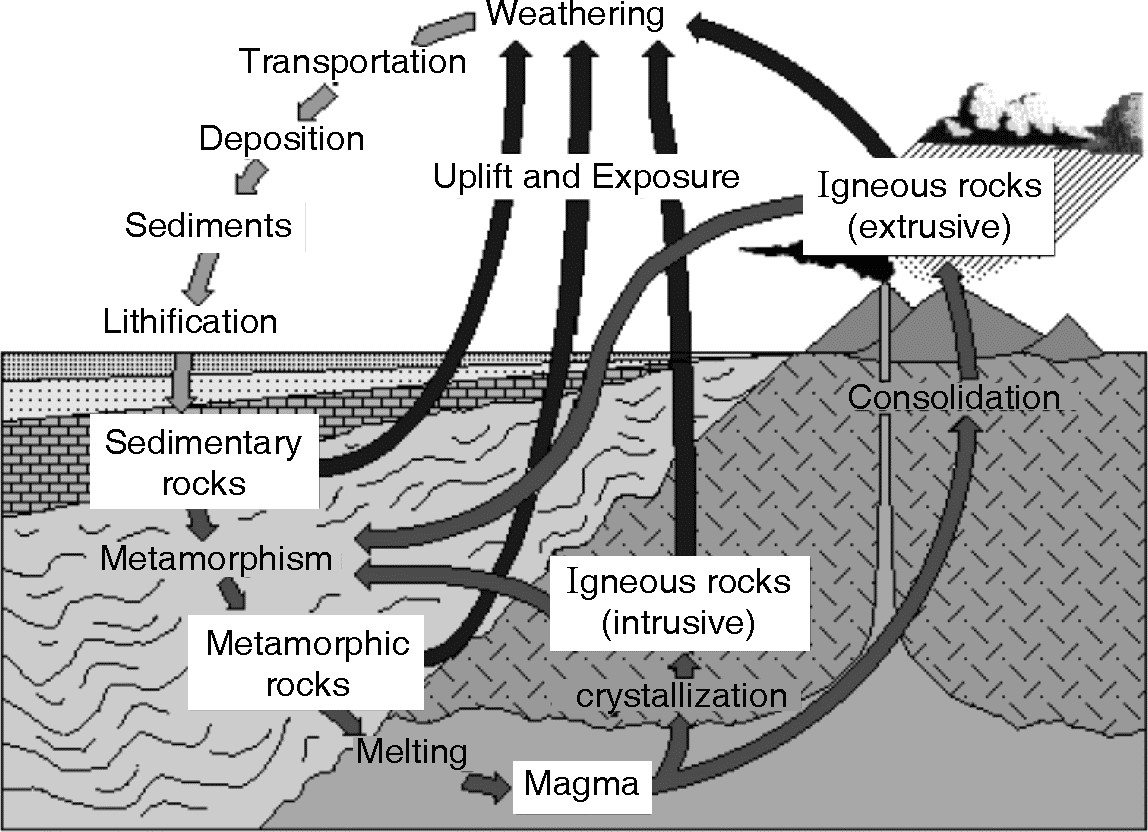 Weathering
Transportation
Deposition
Uplift and Exposure
Igneous rocks
(extrusive)
Sediments
Lithification
Consolidation
Sedimentary
rocks
Metamorphism
Igneous rocks
(intrusive)
Metamorphic
rocks
crystallization
Melting
Magma